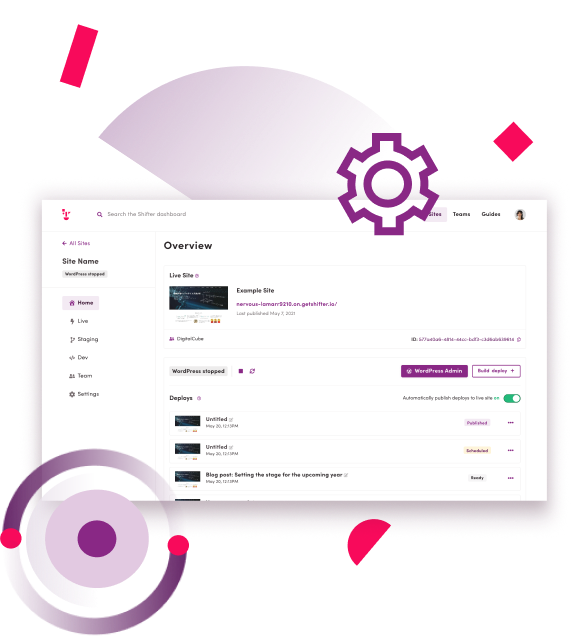 Search the Shifter dashboard
Sites
Teams
Guides
← All Sites
Site Name
WordPress stopped
Home
Live
Staging
</> Dev
Team
Settings
Overview
Live Site
Example Site
nervous-lamarr9210.on.getshifter.io/
Last published May 7, 2021
DigitalCube
ID:
WordPress stopped
WordPress Admin
Build deploy +
Deploys
Automatically publish deploys to live site on
Untitled
May 20, 12:13PM
Published
Untitled
May 20, 12:13PM
Scheduled
Blog post: Setting the stage for the upcoming year
May 20, 12:13PM
Ready